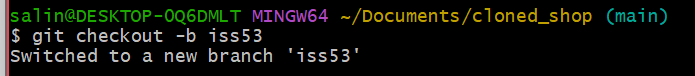 salin@DESKTOP-OQ6DMLT MINGW64 ~/Documents/cloned_shop (main)
$ git checkout -b iss53
Switched to a new branch 'iss53'